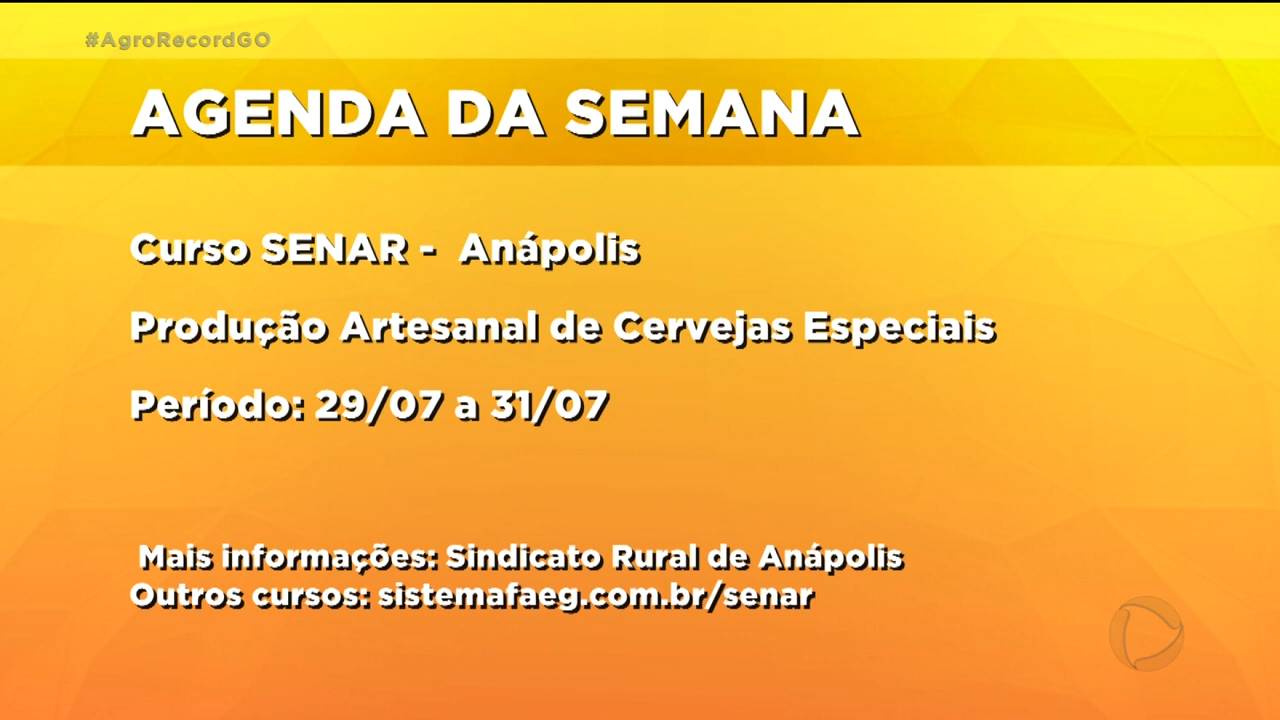 #AgroRecordGO
AGENDA DA SEMANA
Curso SENAR - Anápolis
Produção Artesanal de Cervejas Especiais
Período: 29/07 a 31/07
Mais informações: Sindicato Rural de Anápolis
Outros cursos: sistemafaeg.com.br/senar